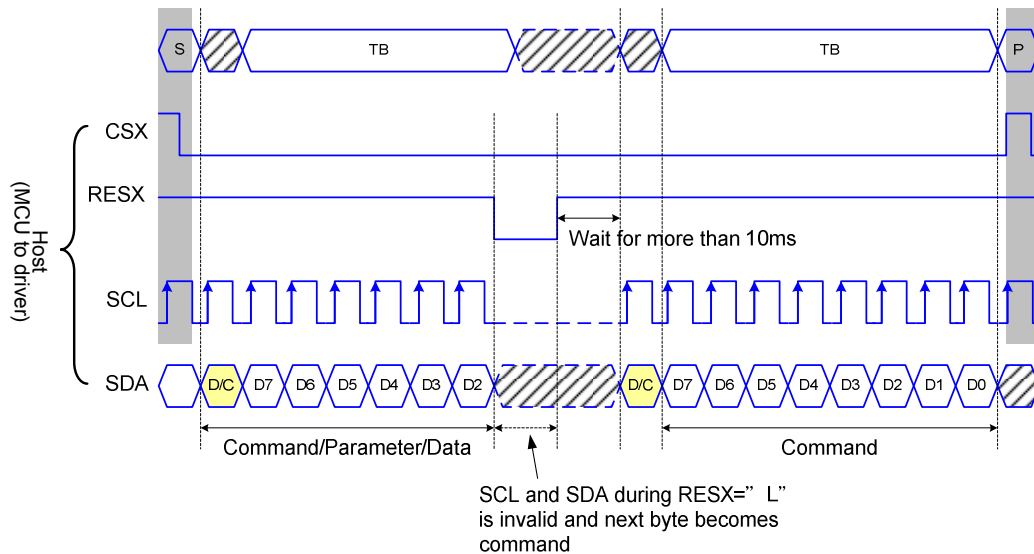 S TB TB P
CSX
RESX
Wait for more than 10ms
Host
(MCU to driver)
SCL
SDA D/C D7 D6 D5 D4 D3 D2 D/C D7 D6 D5 D4 D3 D2 D1 D0
Command/Parameter/Data Command
SCL and SDA during RESX=” L”
is invalid and next byte becomes
command